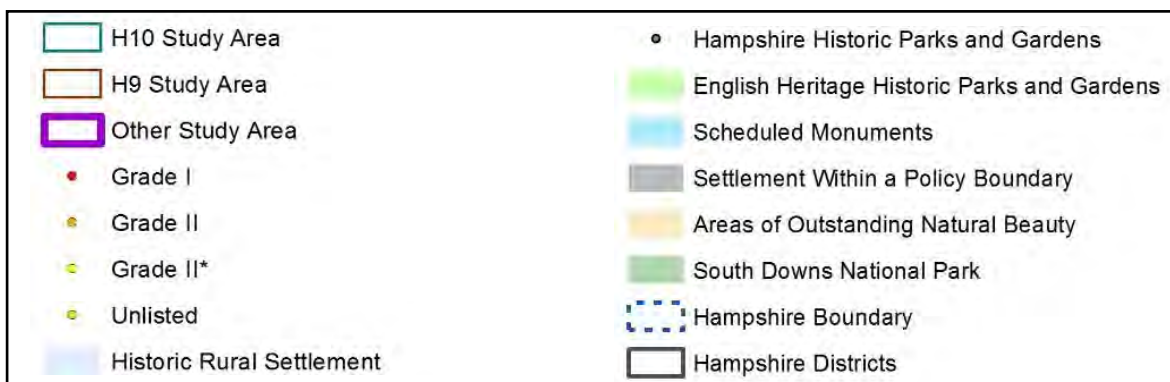 H10 Study Area
H9 Study Area
Other Study Area
Grade I
Grade II
Grade II*
Unlisted
Historic Rural Settlement
Hampshire Historic Parks and Gardens
English Heritage Historic Parks and Gardens
Scheduled Monuments
Settlement Within a Policy Boundary
Areas of Outstanding Natural Beauty
South Downs National Park
Hampshire Boundary
Hampshire Districts